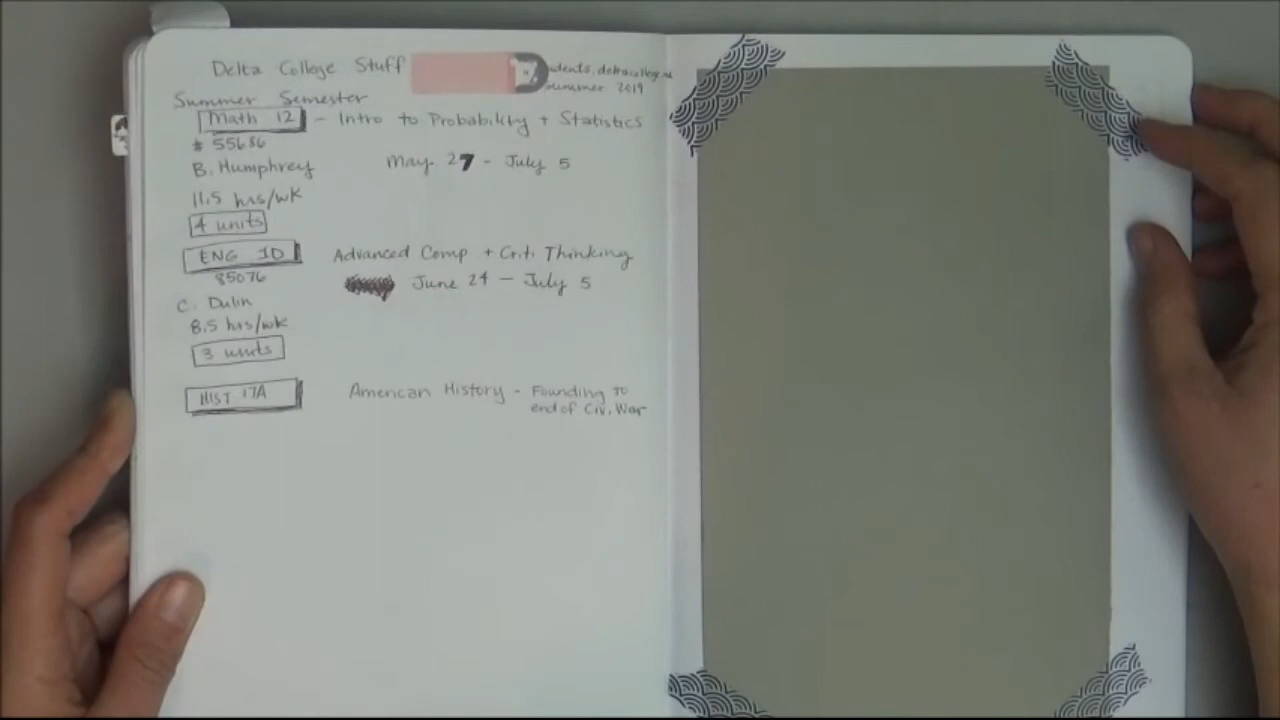 Delta College Stuff
udents.deltacollege
summer 2019
Summer Semester
Math 12 - Intro to Probability + Statistics
# 55686
B. Humphrey May 27 - July 5
11.5 hrs/wk
4 units
ENG 1D Advanced Comp + Crit. Thinking
85076 June 24 - July 5
C. Dulin
8.5 hrs/wk
3 units
HIST 17A American History - Founding to
end of Civ. War